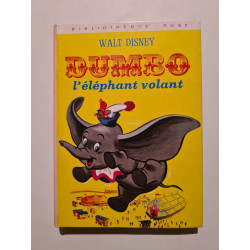 BIBLIOTHÈQUE ROSE
WALT DISNEY
DUMBO
l'éléphant volant